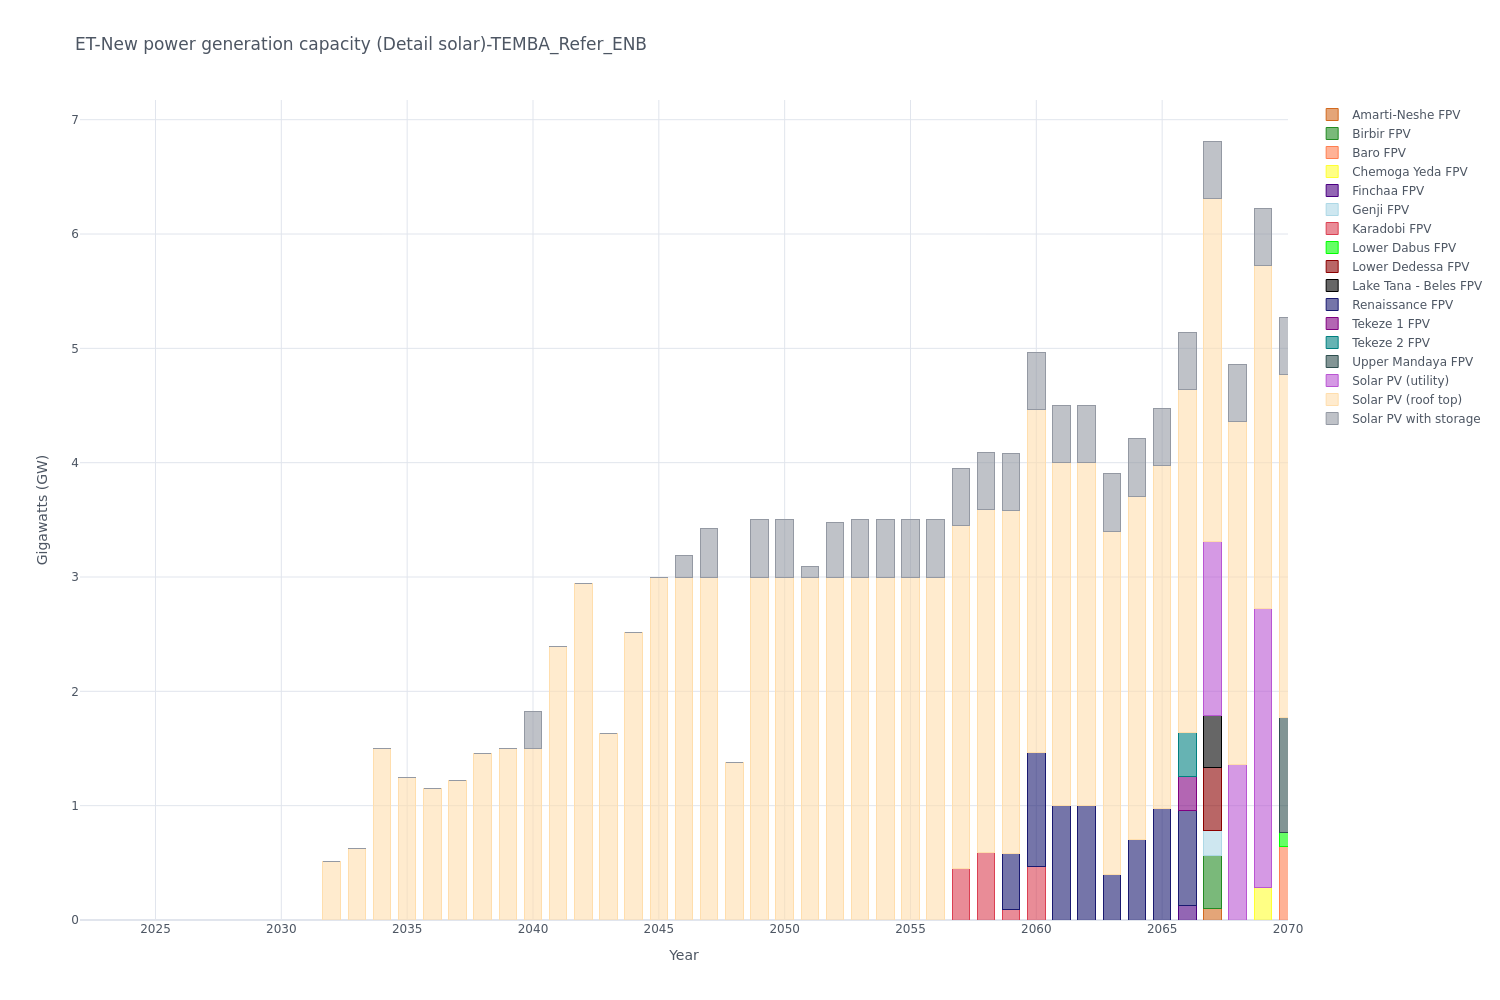 ET-New power generation capacity (Detail solar)-TEMBA_Refer_ENB
Gigawatts (GW)
7
6
5
4
3
2
1
0
2025 2030 2035 2040 2045 2050 2055 2060 2065 2070
Year
Amarti-Neshe FPV
Birbir FPV
Baro FPV
Chemoga Yeda FPV
Finchaa FPV
Genji FPV
Karadobi FPV
Lower Dabus FPV
Lower Dedessa FPV
Lake Tana - Beles FPV
Renaissance FPV
Tekeze 1 FPV
Tekeze 2 FPV
Upper Mandaya FPV
Solar PV (utility)
Solar PV (roof top)
Solar PV with storage